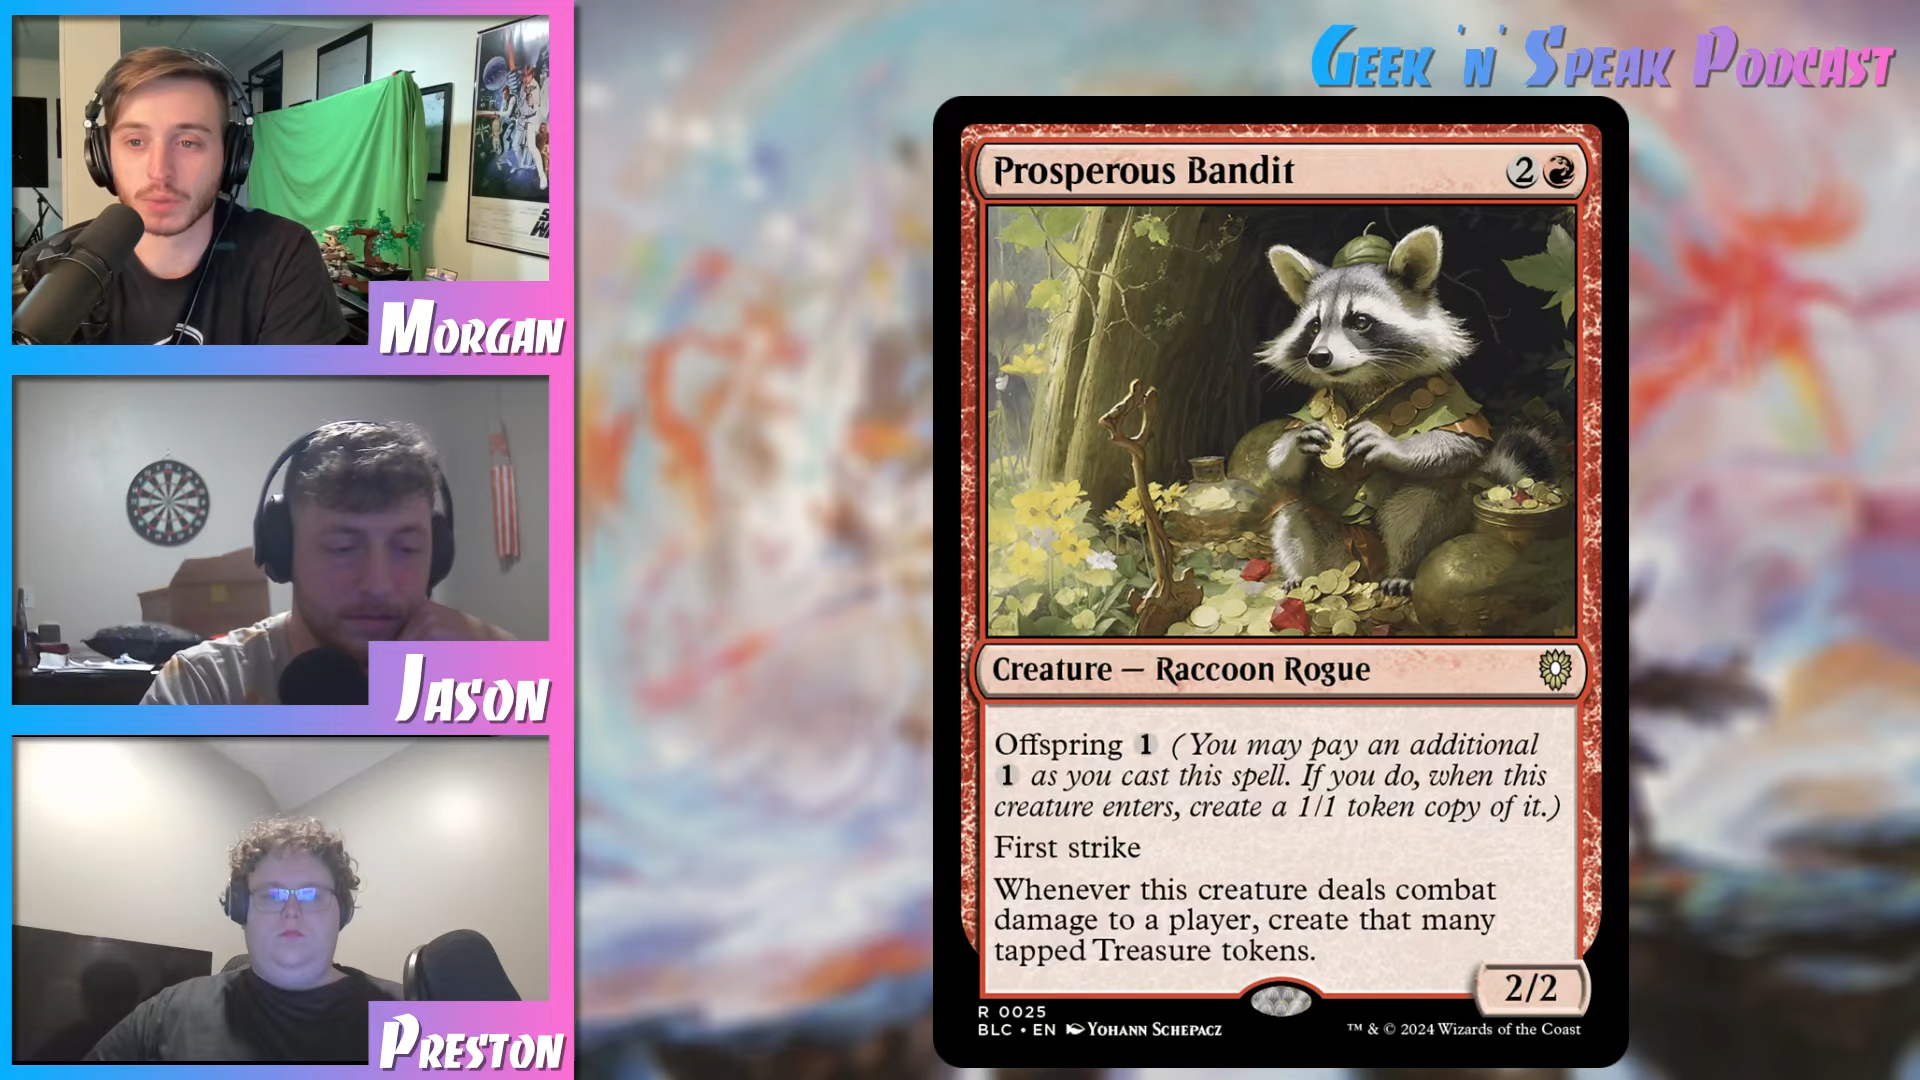 Geek 'n' Speak Podcast
Morgan
Jason
Preston
Prosperous Bandit
2
Creature — Raccoon Rogue
Offspring 1 (You may pay an additional
1 as you cast this spell. If you do, when this
creature enters, create a 1/1 token copy of it.)
First strike
Whenever this creature deals combat
damage to a player, create that many
tapped Treasure tokens.
2/2
R 0025
BLC • EN Yohann Schepacz
™ & © 2024 Wizards of the Coast